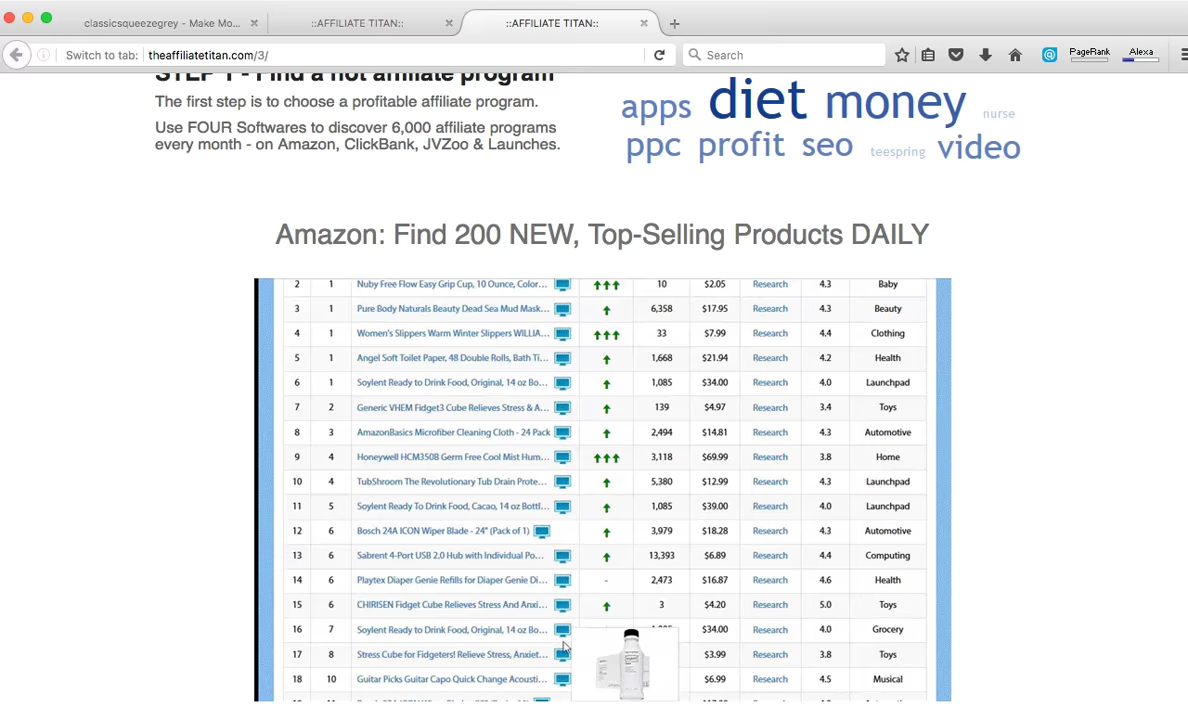 classicsqueezegrey - Make Mo... ::AFFILIATE TITAN:: ::AFFILIATE TITAN::
Switch to tab: theaffiliatetitan.com/3/ Search PageRank Alexa
STEP 1 - Find a hot affiliate program
The first step is to choose a profitable affiliate program.
Use FOUR Softwares to discover 6,000 affiliate programs
every month - on Amazon, ClickBank, JVZoo & Launches.
apps diet money nurse
ppc profit seo teespring video
Amazon: Find 200 NEW, Top-Selling Products DAILY
2 1 Nuby Free Flow Easy Grip Cup, 10 Ounce, Color... 10 $2.05 Research 4.3 Baby
3 1 Pure Body Naturals Beauty Dead Sea Mud Mask... 6,358 $17.95 Research 4.3 Beauty
4 1 Women's Slippers Warm Winter Slippers WILLIA... 33 $7.99 Research 4.4 Clothing
5 1 Angel Soft Toilet Paper, 48 Double Rolls, Bath Ti... 1,668 $21.94 Research 4.2 Health
6 1 Soylent Ready to Drink Food, Original, 14 oz Bo... 1,085 $34.00 Research 4.0 Launchpad
7 2 Generic VHEM Fidget3 Cube Relieves Stress & A... 139 $4.97 Research 3.4 Toys
8 3 AmazonBasics Microfiber Cleaning Cloth - 24 Pack 2,494 $14.81 Research 4.3 Automotive
9 4 Honeywell HCM350B Germ Free Cool Mist Hum... 3,118 $69.99 Research 3.8 Home
10 4 TubShroom The Revolutionary Tub Drain Prote... 5,380 $12.99 Research 4.3 Launchpad
11 5 Soylent Ready To Drink Food, Cacao, 14 oz Bottl... 1,085 $39.00 Research 4.0 Launchpad
12 6 Bosch 24A ICON Wiper Blade - 24" (Pack of 1) 3,979 $18.28 Research 4.3 Automotive
13 6 Sabrent 4-Port USB 2.0 Hub with Individual Po... 13,393 $6.89 Research 4.4 Computing
14 6 Playtex Diaper Genie Refills for Diaper Genie Di... - 2,473 $16.87 Research 4.6 Health
15 6 CHIRISEN Fidget Cube Relieves Stress And Anxi... 3 $4.20 Research 5.0 Toys
16 7 Soylent Ready to Drink Food, Original, 14 oz Bo... $34.00 Research 4.0 Grocery
17 8 Stress Cube for Fidgeters! Relieve Stress, Anxiet... $3.99 Research 3.8 Toys
18 10 Guitar Picks Guitar Capo Quick Change Acousti... $6.99 Research 4.5 Musical